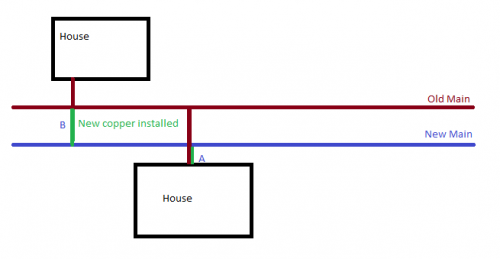 House
Old Main
B
New copper installed
New Main
A
House